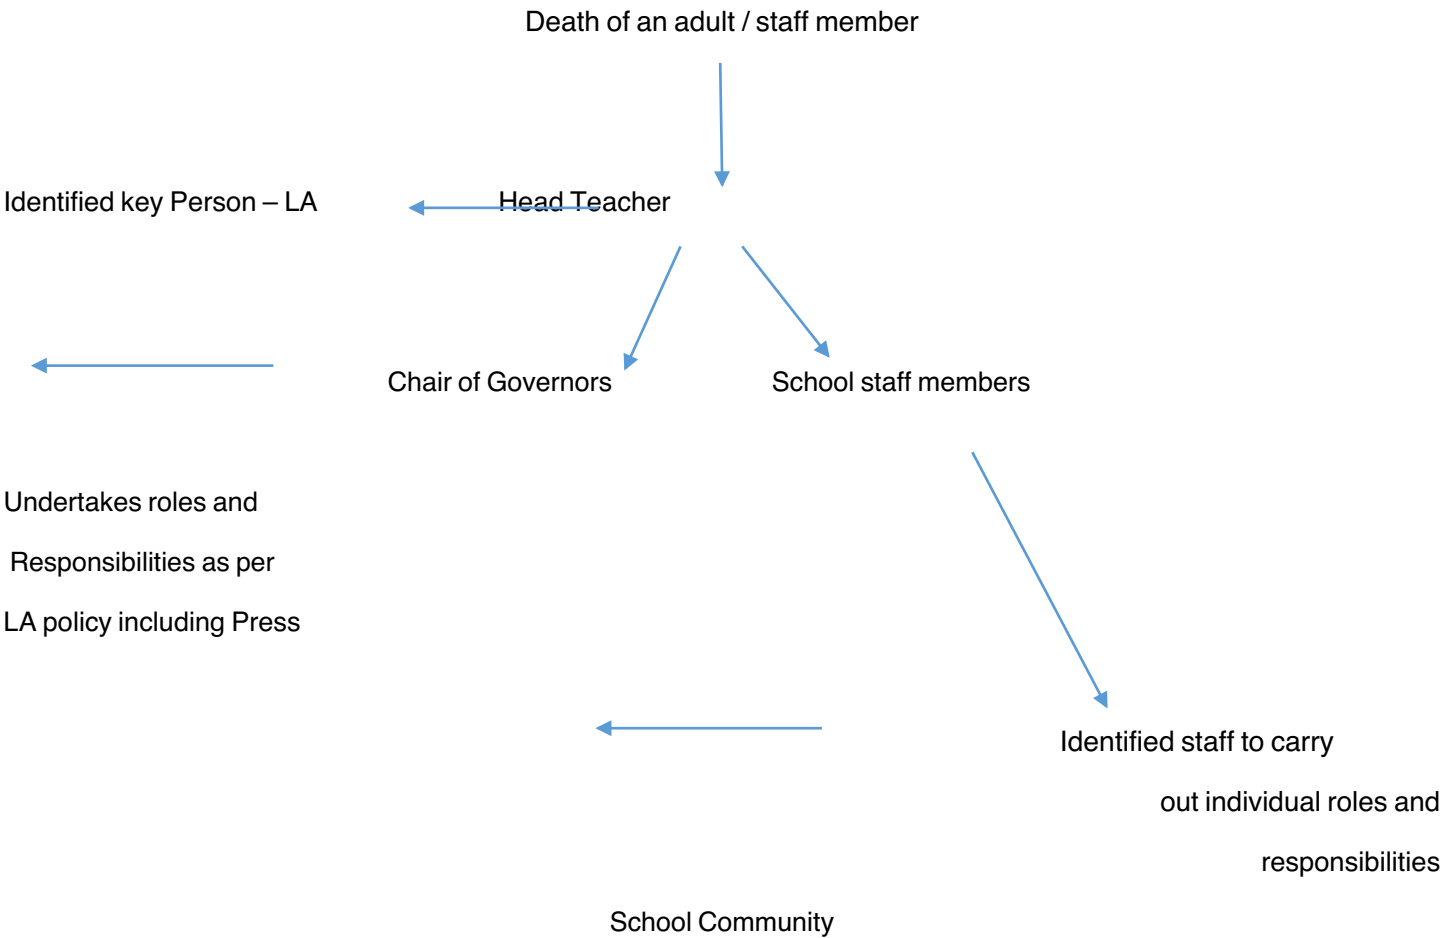 Death of an adult / staff member
Identified key Person – LA
Head Teacher
Chair of Governors
School staff members
Undertakes roles and
Responsibilities as per
LA policy including Press
Identified staff to carry
out individual roles and
responsibilities
School Community